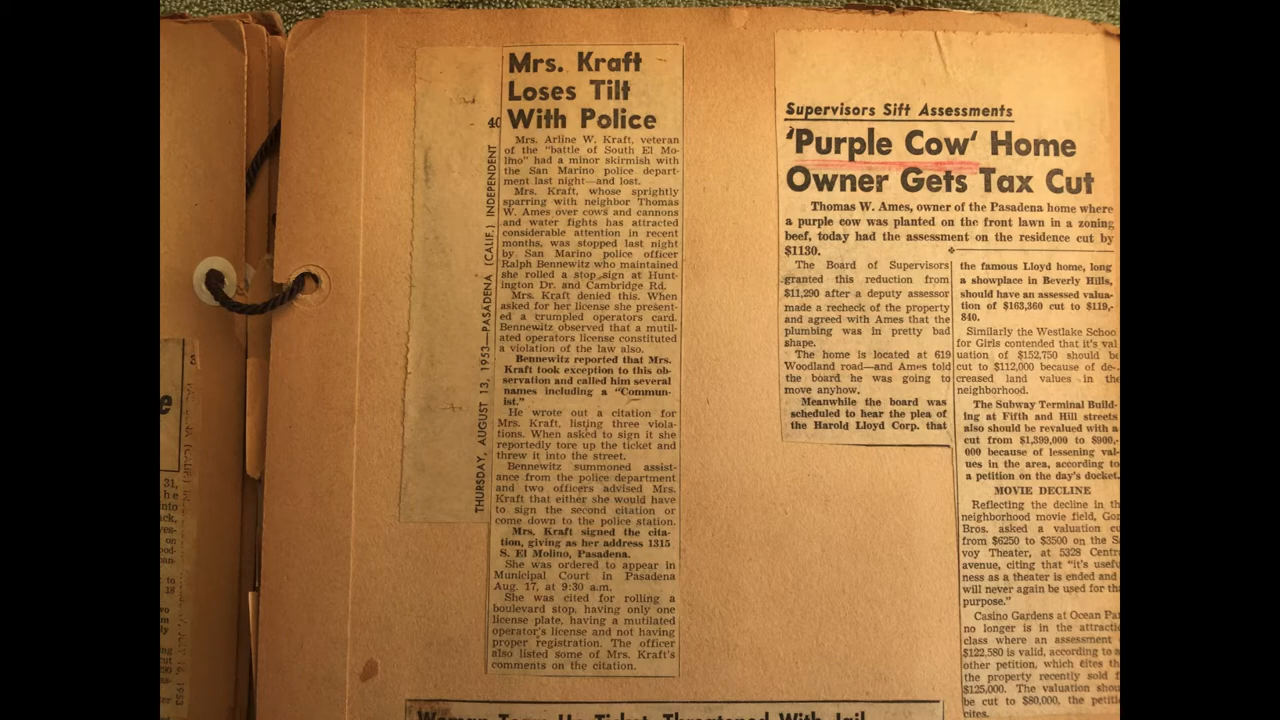 Mrs. Kraft
Loses Tilt
With Police
40
THURSDAY, AUGUST 13, 1953—PASADENA (CALIF.) INDEPENDENT
Mrs. Arline W. Kraft, veteran
of the "battle of South El Mo-
lino" had a minor skirmish with
the San Marino police depart-
ment last night—and lost.
Mrs. Kraft, whose sprightly
sparring with neighbor Thomas
W. Ames over cows and cannons
and water fights has attracted
considerable attention in recent
months, was stopped last night
by San Marino police officer
Ralph Bennewitz who maintained
she rolled a stop sign at Hunt-
ington Dr. and Cambridge Rd.
Mrs. Kraft denied this. When
asked for her license she present-
ed a crumpled operators card.
Bennewitz observed that a mutil-
ated operators license constituted
a violation of the law also.
Bennewitz reported that Mrs.
Kraft took exception to this ob-
servation and called him several
names including a "Commun-
ist."
He wrote out a citation for
Mrs. Kraft, listing three viola-
tions. When asked to sign it she
reportedly tore up the ticket and
threw it into the street.
Bennewitz summoned assist-
ance from the police department
and two officers advised Mrs.
Kraft that either she would have
to sign the second citation or
come down to the police station.
Mrs. Kraft signed the cita-
tion, giving as her address 1315
S. El Molino, Pasadena.
She was ordered to appear in
Municipal Court in Pasadena
Aug. 17, at 9:30 a.m.
She was cited for rolling a
boulevard stop, having only one
license plate, having a mutilated
operator's license and not having
proper registration. The officer
also listed some of Mrs. Kraft's
comments on the citation.
Supervisors Sift Assessments
'Purple Cow' Home
Owner Gets Tax Cut
Thomas W. Ames, owner of the Pasadena home where
a purple cow was planted on the front lawn in a zoning
beef, today had the assessment on the residence cut by
$1130.
The Board of Supervisors
granted this reduction from
$11,290 after a deputy assessor
made a recheck of the property
and agreed with Ames that the
plumbing was in pretty bad
shape.
The home is located at 619
Woodland road—and Ames told
the board he was going to
move anyhow.
Meanwhile the board was
scheduled to hear the plea of
the Harold Lloyd Corp. that
the famous Lloyd home, long
a showplace in Beverly Hills,
should have an assessed valua-
tion of $163,360 cut to $119,-
840.
Similarly the Westlake Schoo
for Girls contended that it's val
uation of $152,750 should be
cut to $112,000 because of de-
creased land values in the
neighborhood.
The Subway Terminal Build-
ing at Fifth and Hill streets
also should be revalued with a
cut from $1,399,000 to $900,-
000 because of lessening val-
ues in the area, according to
a petition on the day's docket.
MOVIE DECLINE
Reflecting the decline in th
neighborhood movie field, Gor
Bros. asked a valuation cu
from $6250 to $3500 on the S
voy Theater, at 5328 Centr
avenue, citing that "it's usefu
ness as a theater is ended and
will never again be used for tha
purpose."
Casino Gardens at Ocean Par
no longer is in the attractic
class where an assessment
$122,580 is valid, according to a
other petition, which cites th
the property recently sold f
$125,000. The valuation shou
be cut to $80,000, the petitic
cites.
Woman Tears Up Ticket, Threatened With Jail